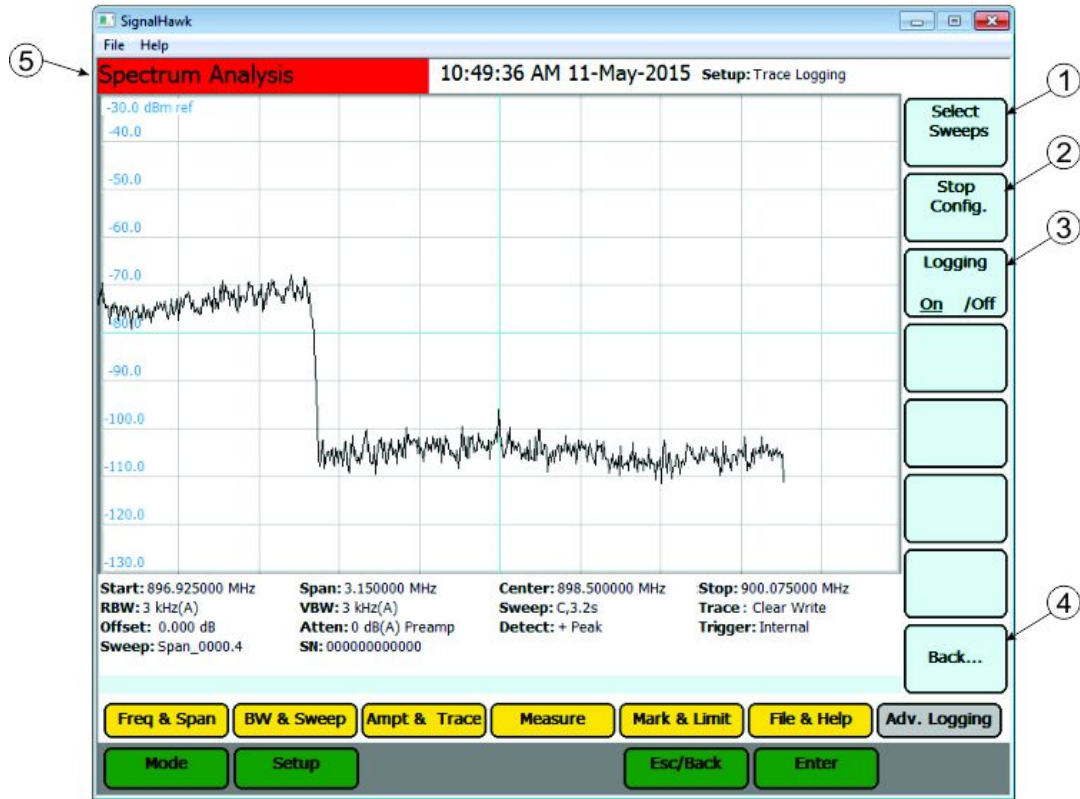 SignalHawk
File Help
5
Spectrum Analysis
10:49:36 AM 11-May-2015 Setup: Trace Logging
-30.0 dBm ref
-40.0
-50.0
-60.0
-70.0
-80.0
-90.0
-100.0
-110.0
-120.0
-130.0
Select
Sweeps
1
Stop
Config.
2
Logging
On /Off
3
Back...
4
Start: 896.925000 MHz Span: 3.150000 MHz Center: 898.500000 MHz Stop: 900.075000 MHz
RBW: 3 kHz(A) VBW: 3 kHz(A) Sweep: C,3.2s Trace : Clear Write
Offset: 0.000 dB Atten: 0 dB(A) Preamp Detect: + Peak Trigger: Internal
Sweep: Span_0000.4 SN: 000000000000
Freq & Span BW & Sweep Ampt & Trace Measure Mark & Limit File & Help Adv. Logging
Mode Setup Esc/Back Enter